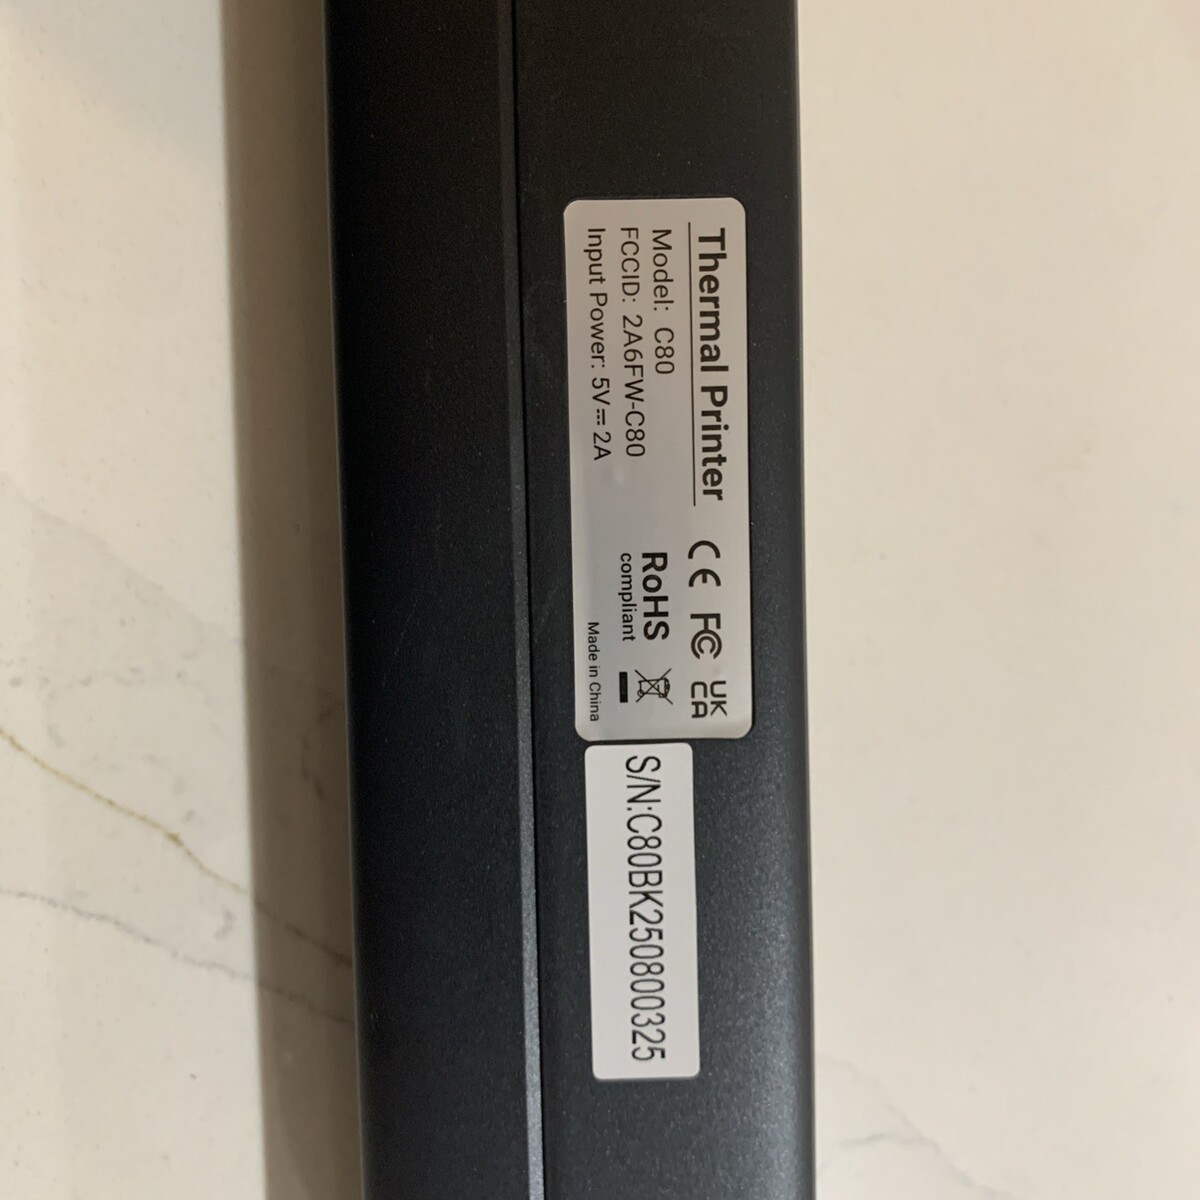 Thermal Printer
Model: C80
FCCID: 2A6FW-C80
Input Power: 5V⎓2A
CE FC UK
CA
RoHS
compliant
Made in China
S/N:C80BK250800325